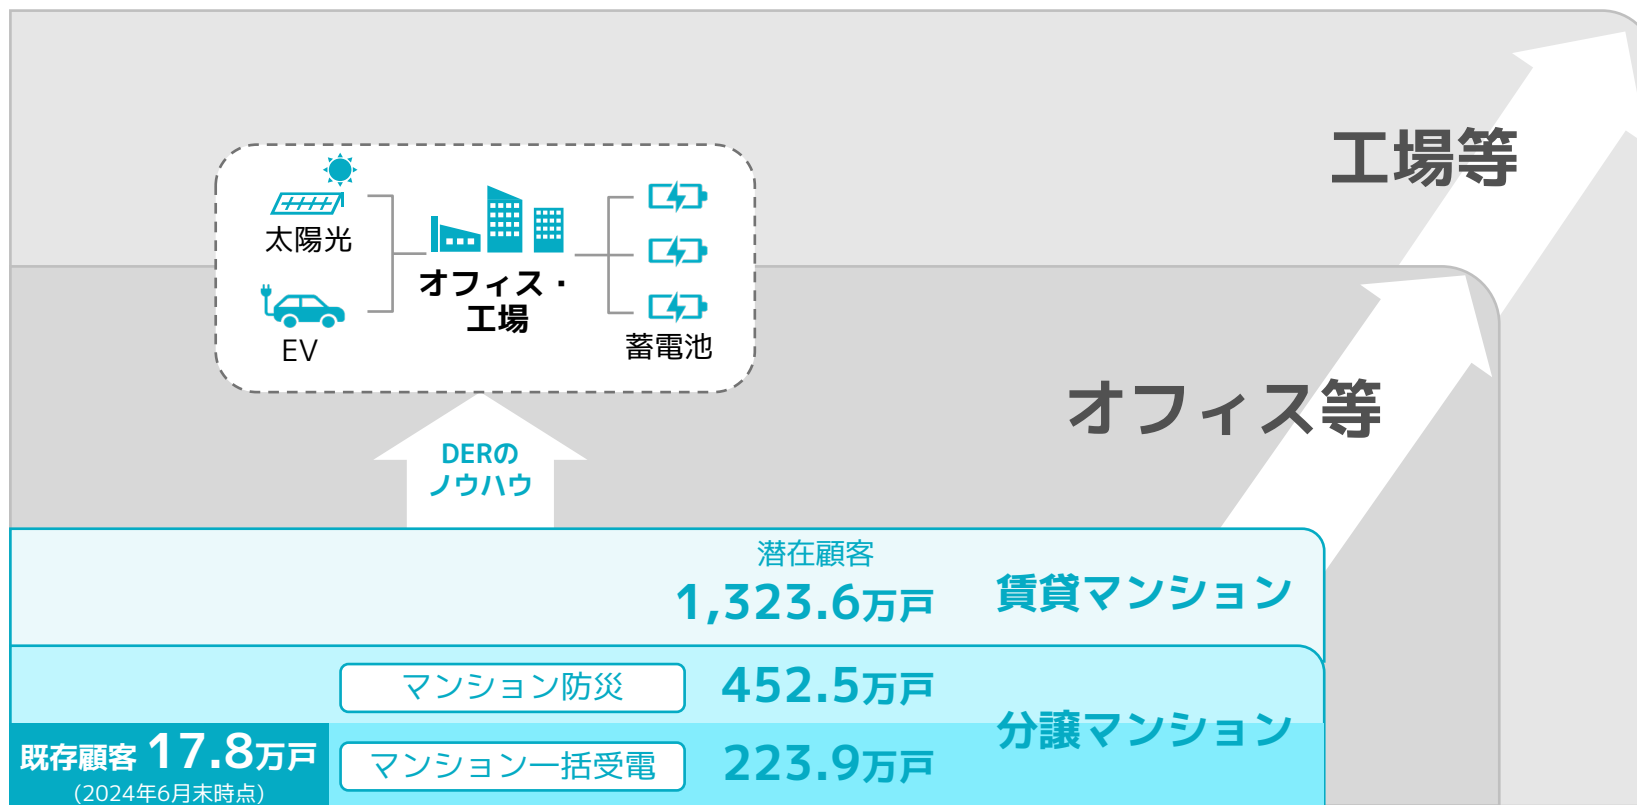 工場等
太陽光
EV
オフィス・
工場
蓄電池
オフィス等
DERの
ノウハウ
潜在顧客
1,323.6万戸
賃貸マンション
マンション防災
452.5万戸
分譲マンション
既存顧客 17.8万戸
(2024年6月末時点)
マンション一括受電
223.9万戸